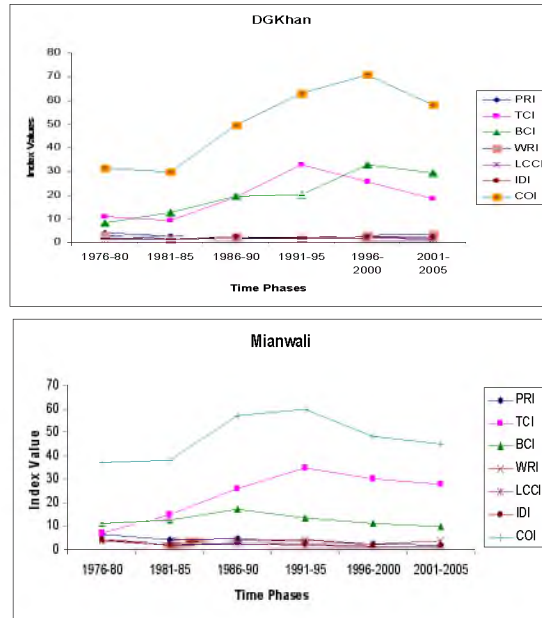 DGKhan
80
70
60
50
40
30
20
10
0
Index Values
1976-80 1981-85 1986-90 1991-95 1996-2000 2001-2005
Time Phases
PRI
TCI
BCI
WRI
LCCI
IDI
COI
Mianwali
70
60
50
40
30
20
10
0
Index Value
1976-80 1981-85 1986-90 1991-95 1996-2000 2001-2005
Time Phases
PRI
TCI
BCI
WRI
LCCI
IDI
COI